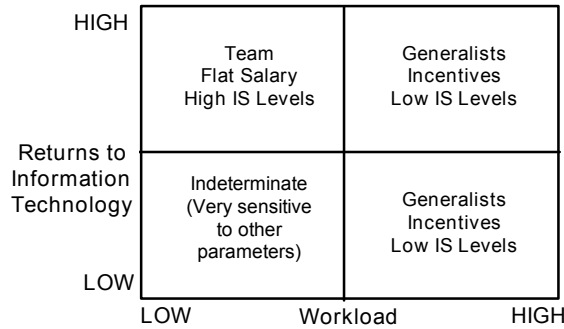 HIGH
Team
Flat Salary
High IS Levels
Generalists
Incentives
Low IS Levels
Returns to
Information
Technology
Indeterminate
(Very sensitive
to other
parameters)
Generalists
Incentives
Low IS Levels
LOW
LOW Workload HIGH